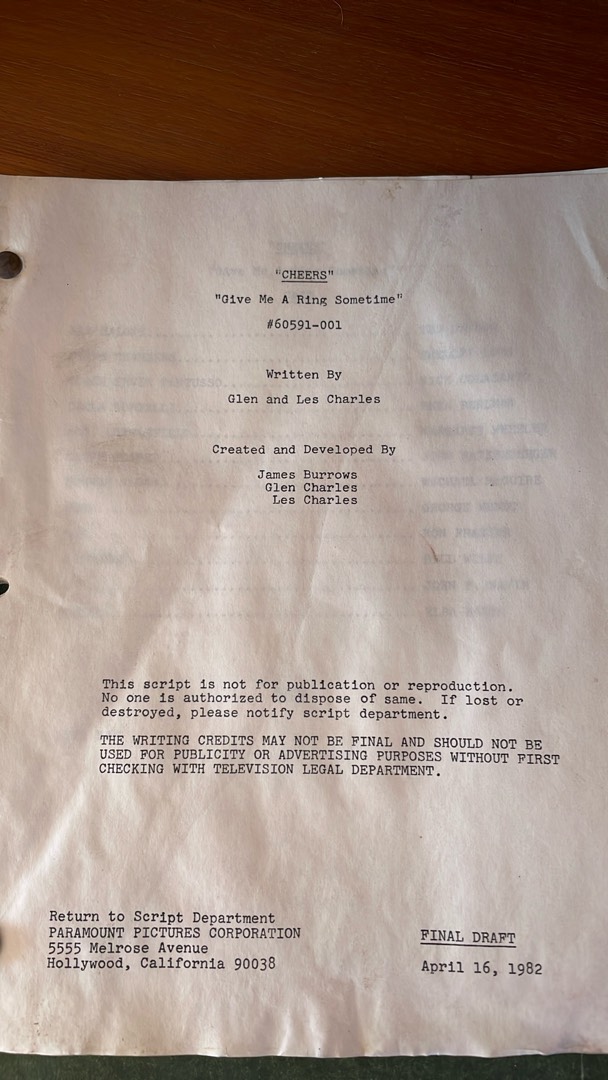 "CHEERS"
"Give Me A Ring Sometime"
#60591-001
Written By
Glen and Les Charles
Created and Developed By
James Burrows
Glen Charles
Les Charles
This script is not for publication or reproduction.
No one is authorized to dispose of same.  If lost or
destroyed, please notify script department.
THE WRITING CREDITS MAY NOT BE FINAL AND SHOULD NOT BE
USED FOR PUBLICITY OR ADVERTISING PURPOSES WITHOUT FIRST
CHECKING WITH TELEVISION LEGAL DEPARTMENT.
Return to Script Department
PARAMOUNT PICTURES CORPORATION
5555 Melrose Avenue
Hollywood, California 90038
FINAL DRAFT
April 16, 1982